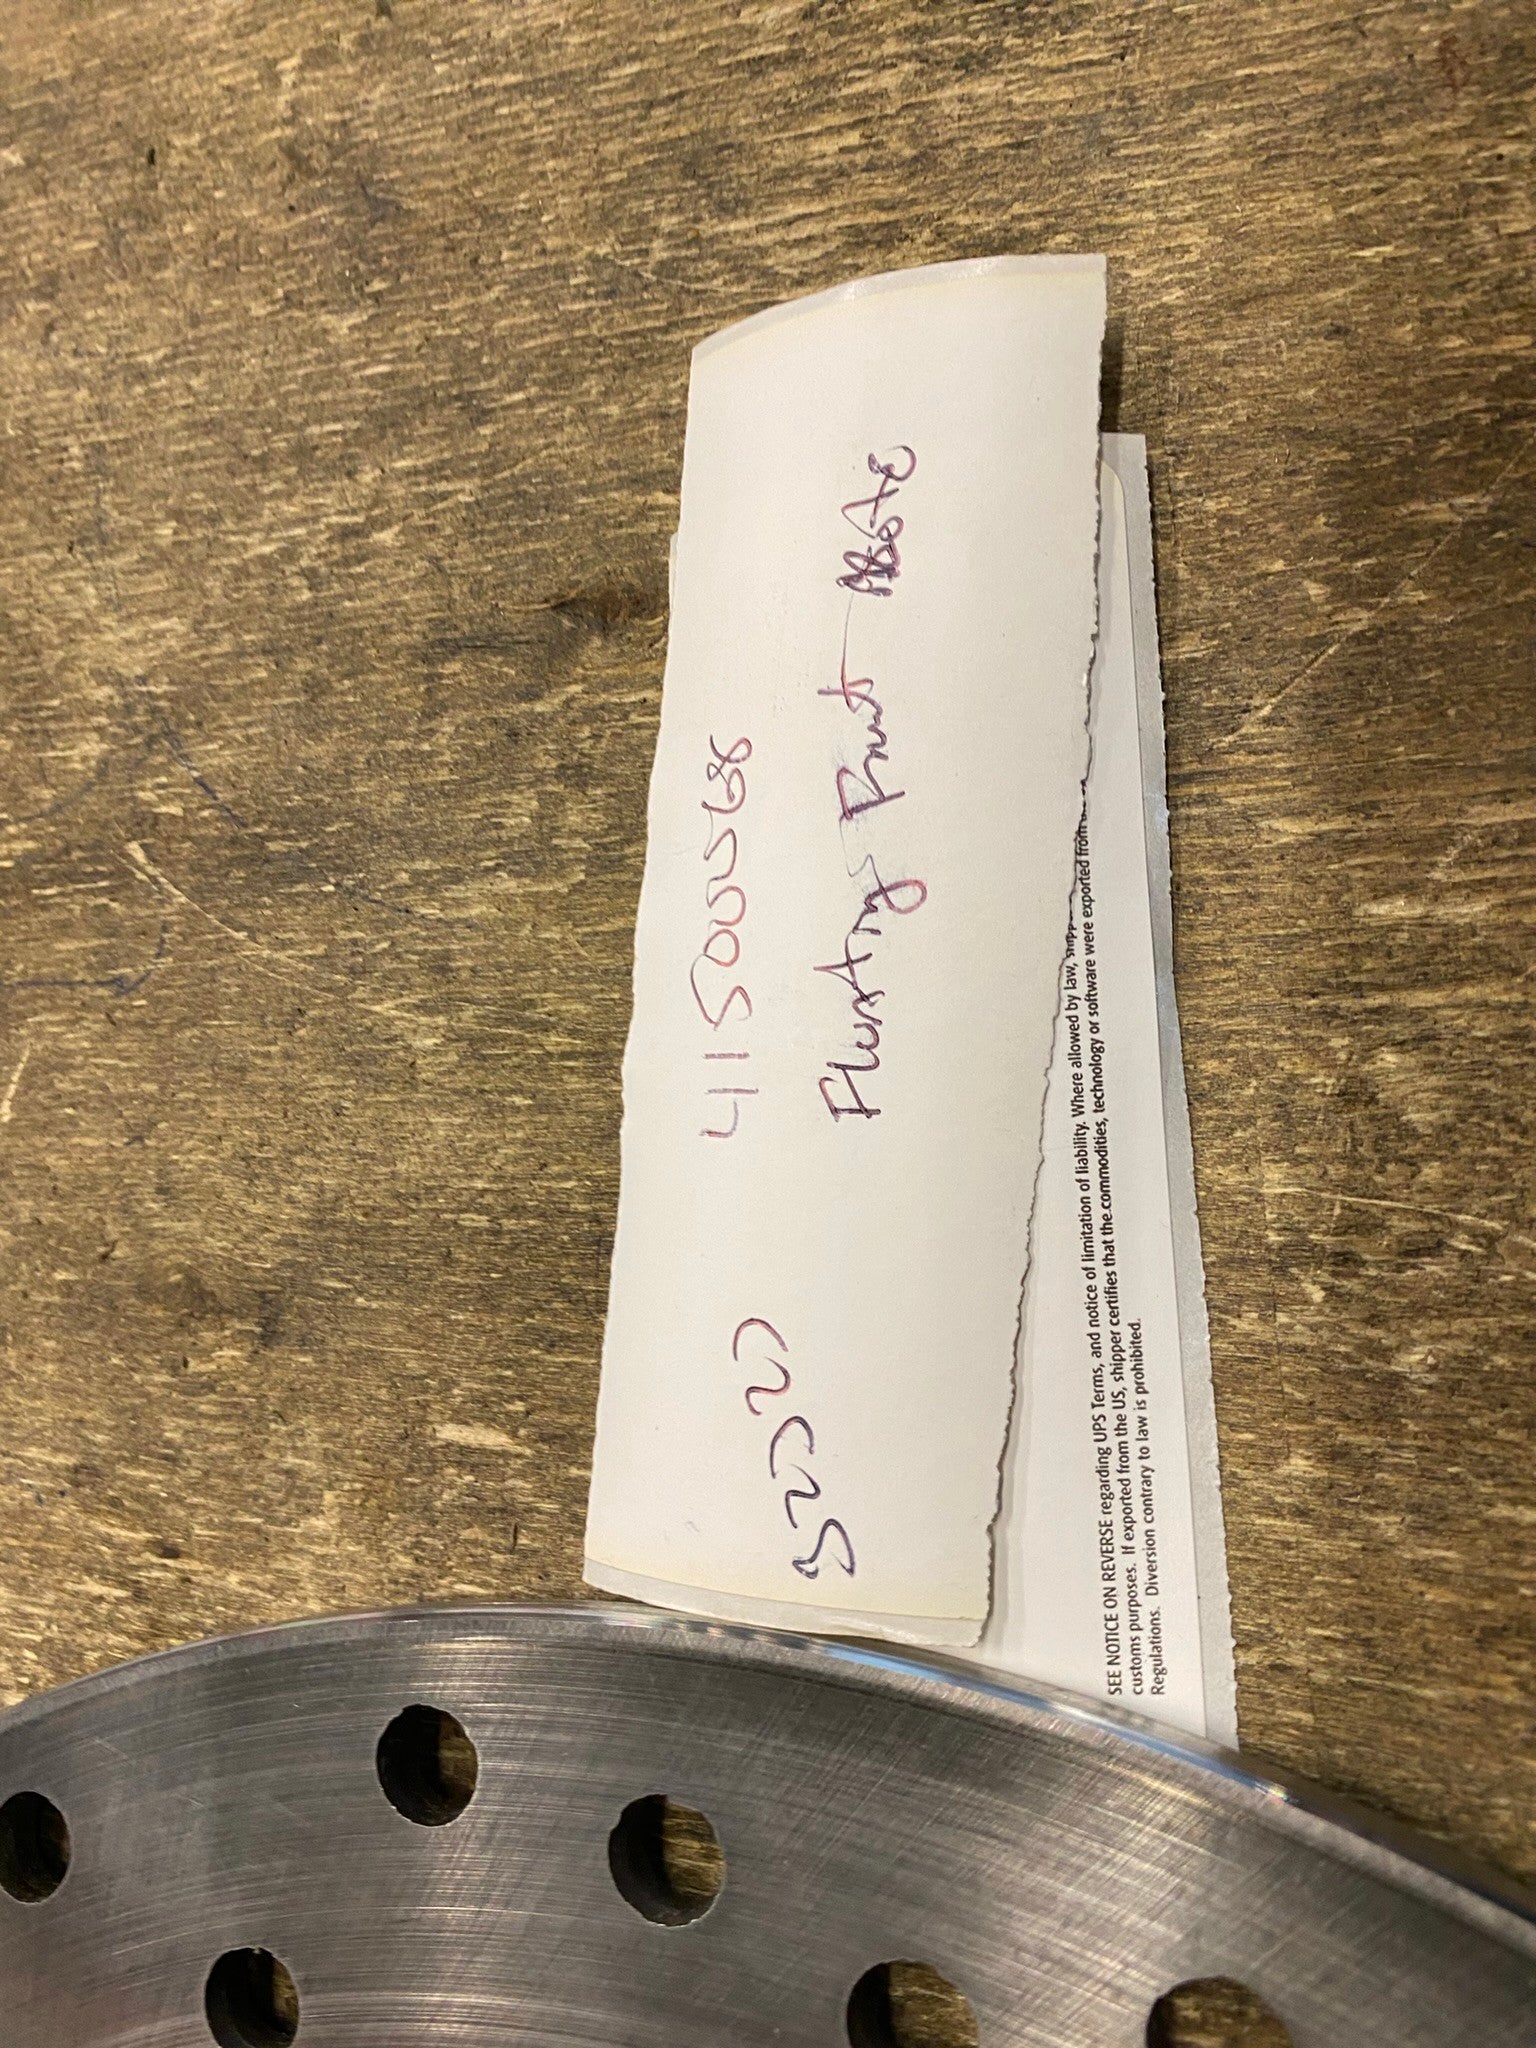 41500568
Floating Front
SEE NOTICE ON REVERSE regarding UPS Terms, and notice of limitation of liability. Where allowed by law, shipp
customs purposes. If exported from the US, shipper certifies that the commodities, technology or software were exported from
Regulations. Diversion contrary to law is prohibited.